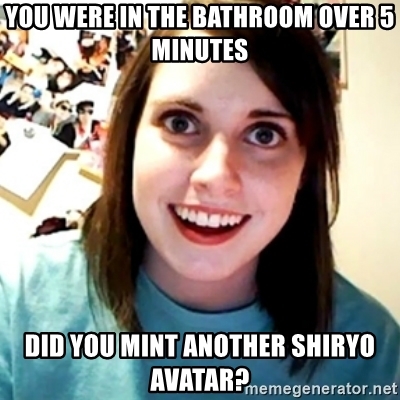 YOU WERE IN THE BATHROOM OVER 5
MINUTES
DID YOU MINT ANOTHER SHIRYO
AVATAR?
memegenerator.net